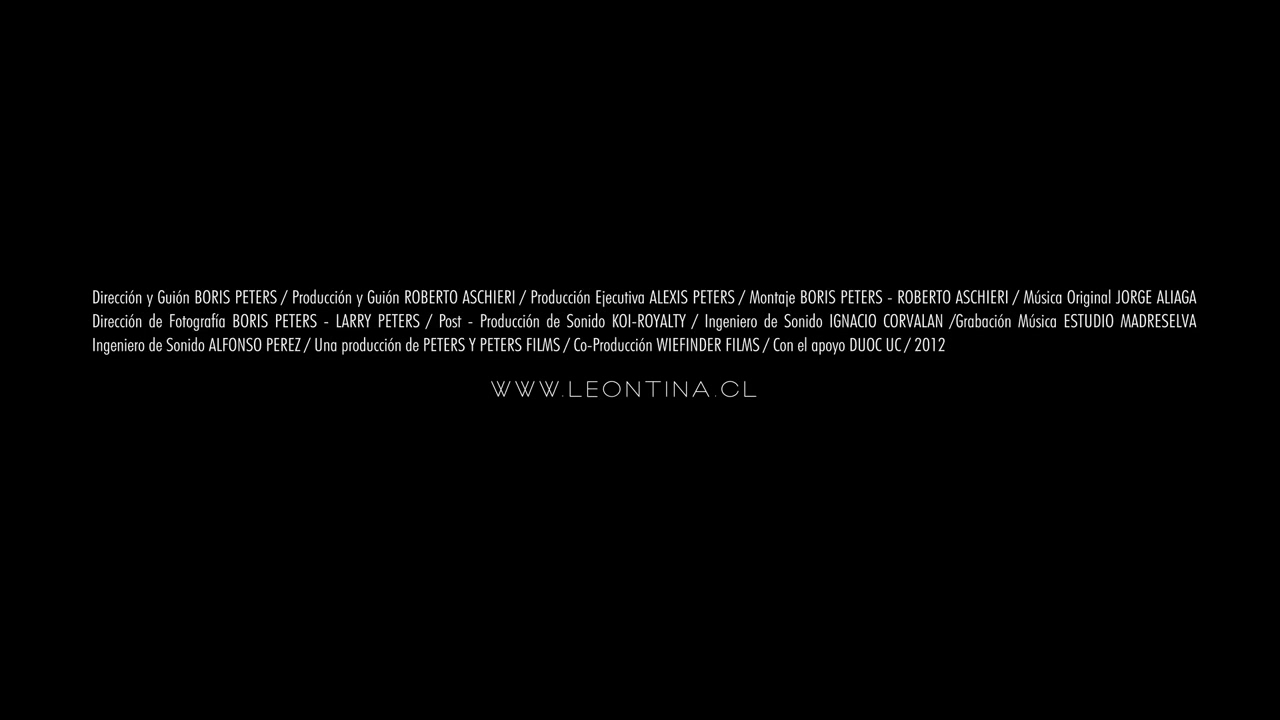 Dirección y Guión BORIS PETERS / Producción y Guión ROBERTO ASCHIERI / Producción Ejecutiva ALEXIS PETERS / Montaje BORIS PETERS - ROBERTO ASCHIERI / Música Original JORGE ALIAGA
Dirección de Fotografía BORIS PETERS - LARRY PETERS / Post - Producción de Sonido KOI-ROYALTY / Ingeniero de Sonido IGNACIO CORVALAN /Grabación Música ESTUDIO MADRESELVA
Ingeniero de Sonido ALFONSO PEREZ / Una producción de PETERS Y PETERS FILMS / Co-Producción WIEFINDER FILMS / Con el apoyo DUOC UC / 2012
WWW.LEONTINA.CL